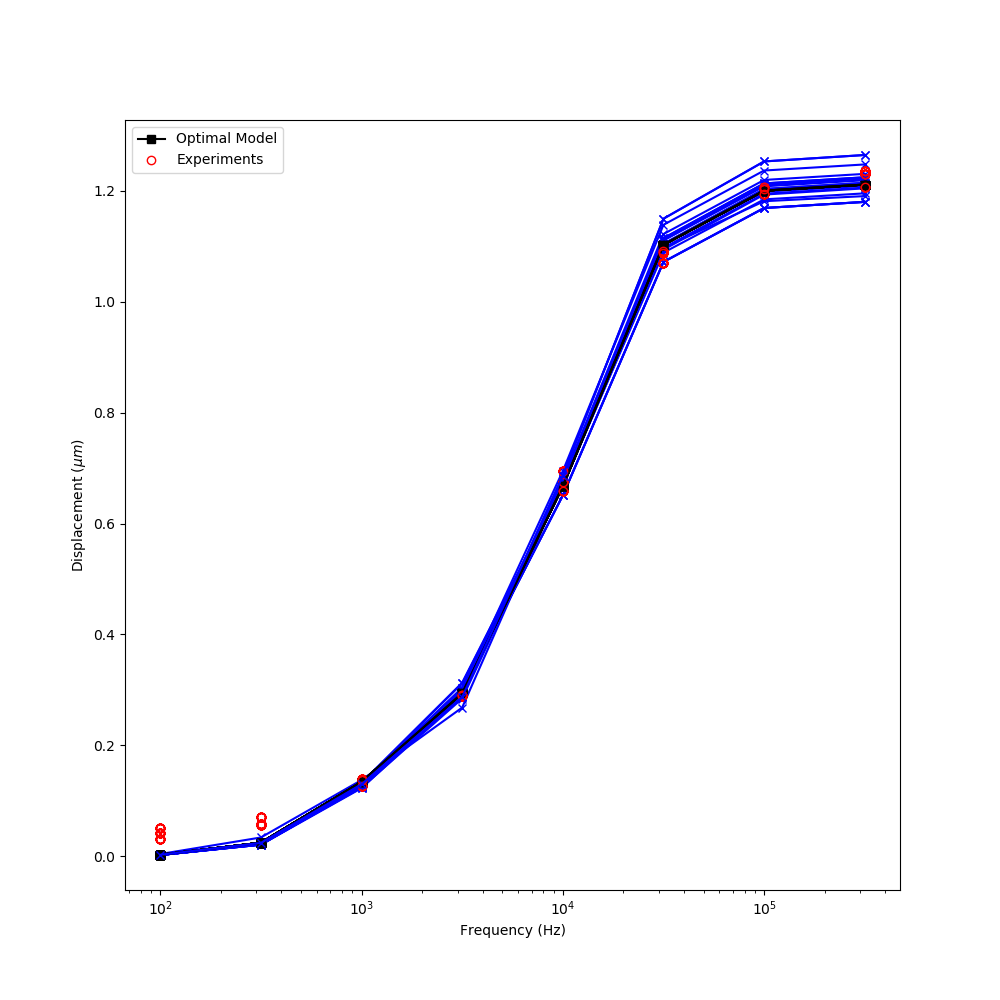 Optimal Model
Experiments
1.2
1.0
0.8
0.6
0.4
0.2
0.0
Displacement (μm)
10²
10³
10⁴
10⁵
Frequency (Hz)